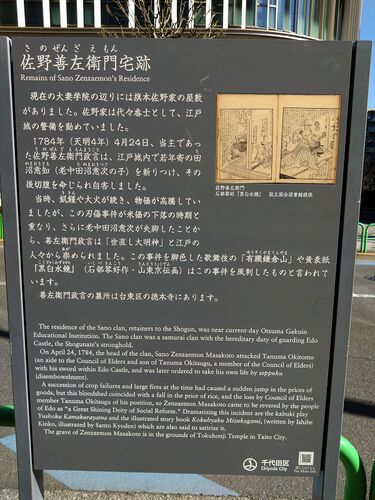 さ の ぜん ざ え もん
佐野善左衛門宅跡
Remains of Sano Zenzaemon's Residence
現在の大妻学院の辺りには旗本佐野家の屋敷
がありました。佐野家は代々番士として、江戸
城の警備を勤めていました。
1784年（天明4年）4月24日、当主であっ
た佐野善左衛門政言は、江戸城内で若年寄の田
沼意知（老中田沼意次の子）を斬りつけ、その
後切腹を命じられ自害しました。
当時、飢饉や大火が続き、物価が高騰してい
ましたが、この刃傷事件が米価の下落の時期と
重なり、さらに老中田沼意次が失脚したことか
ら、善左衛門政言は「世直し大明神」と江戸の
人々から崇められました。この事件を脚色した歌舞伎の「有職鎌倉山」や黄表紙
「黒白水鏡」（石部琴好作・山東京伝画）はこの事件を風刺したものと言われて
います。
善左衛門政言の墓所は台東区の徳本寺にあります。
佐野善左衛門
石部琴好『黒白水鏡』 国立国会図書館提供
The residence of the Sano clan, retainers to the Shogun, was near current-day Otsuma Gakuin
Educational Institution. The Sano clan was a samurai clan with the hereditary duty of guarding Edo
Castle, the Shogunate's stronghold.
On April 24, 1784, the head of the clan, Sano Zenzaemon Masakoto attacked Tanuma Okitomo
(an aide to the Council of Elders and son of Tanuma Okitsugu, a member of the Council of Elders)
with his sword within Edo Castle, and was later ordered to take his own life by seppuku
(disembowelment).
A succession of crop failures and large fires at the time had caused a sudden jump in the prices of
goods, but this bloodshed coincided with a fall in the price of rice, and the loss by Council of Elders
member Tanuma Okitsugu of his position, so Zenzaemon Masakoto came to be revered by the people
of Edo as "a Great Shining Deity of Social Reform." Dramatizing this incident are the kabuki play
Yushoku Kamakurayama and the illustrated story book Kokubyaku Mizukagami, (written by Ishibe
Kinko, illustrated by Santo Kyoden) which are also said to satirize it.
The grave of Zenzaemon Masakoto is in the grounds of Tokuhonji Temple in Taito City.
千代田区
Chiyoda City